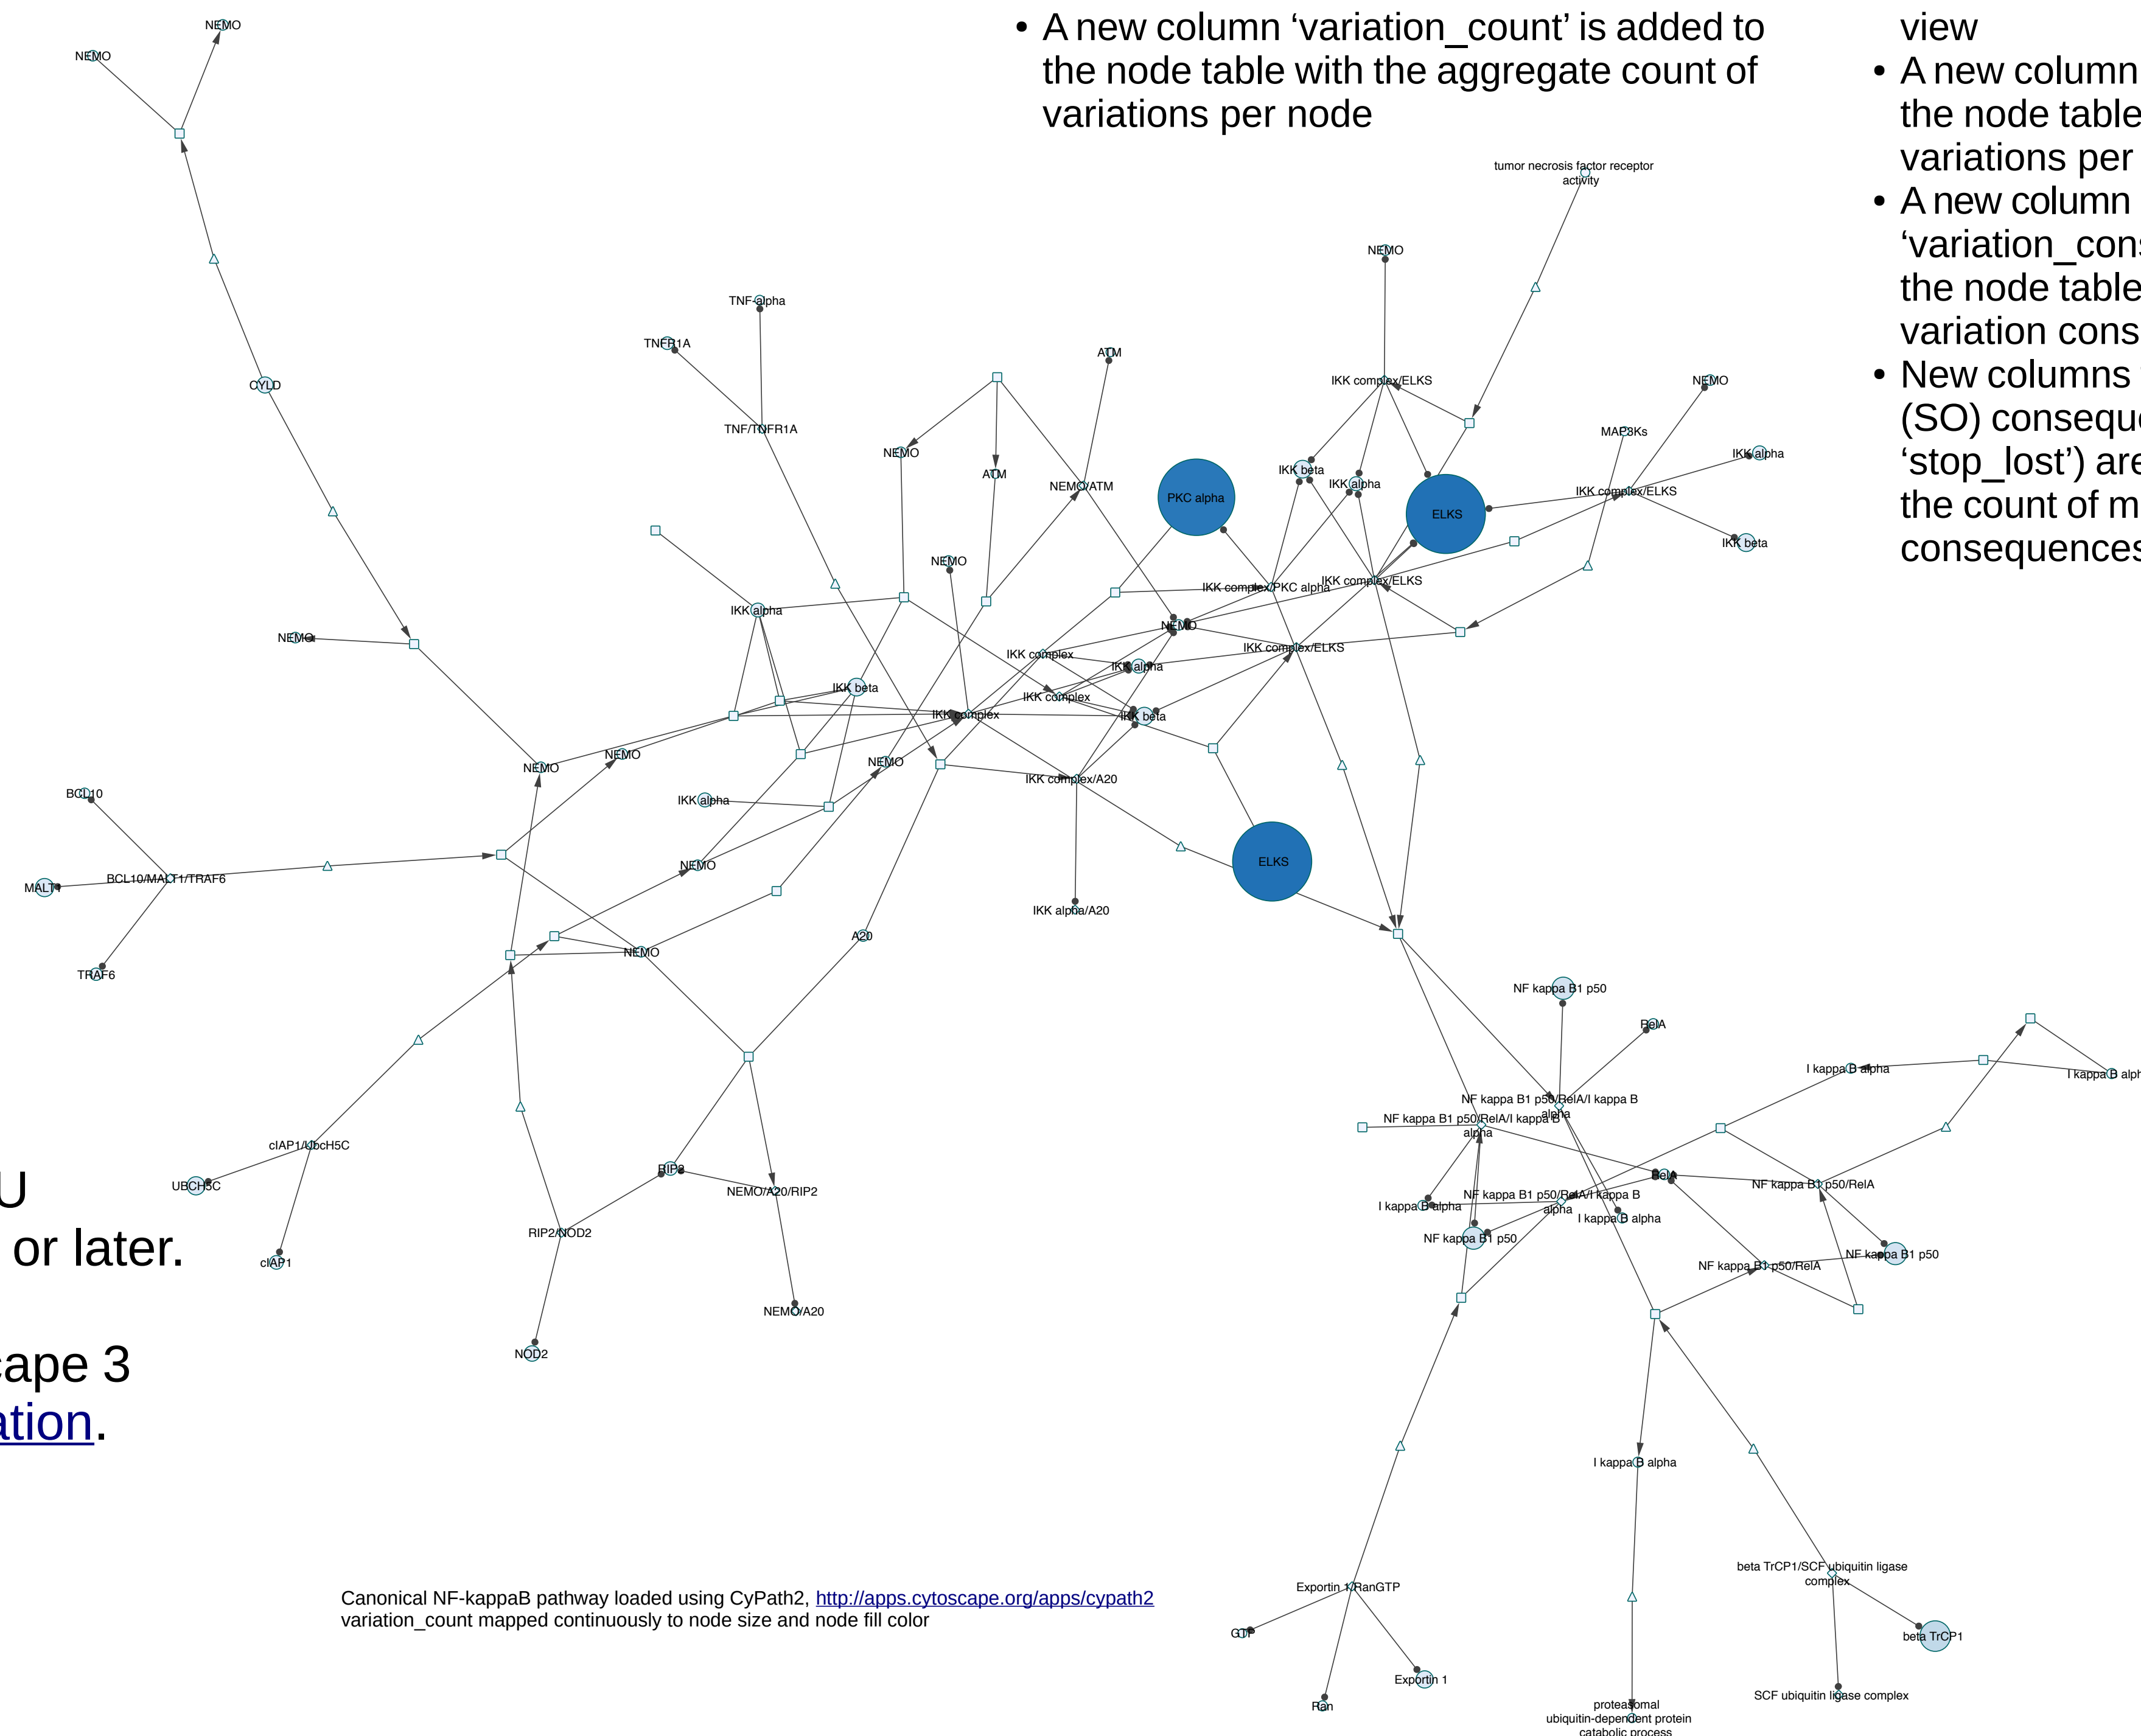 • A new column ‘variation_count’ is added to
the node table with the aggregate count of
variations per node
view
• A new column
the node table
variations per
• A new column
‘variation_cons
the node table
variation cons
• New columns
(SO) conseque
‘stop_lost’) are
the count of m
consequences
NEMO
NEMO
tumor necrosis factor receptor
activity
NEMO
TNF-alpha
TNFR1A
ATM
CYLD
IKK complex/ELKS
NEMO
TNF/TNFR1A
MAP3Ks
NEMO
IKK alpha
IKK beta
ATM
IKK alpha
NEMO/ATM
IKK complex/ELKS
PKC alpha
ELKS
IKK beta
NEMO
IKK complex/PKC alpha
IKK complex/ELKS
IKK alpha
NEMO
NEMO
IKK complex/ELKS
IKK complex
IKK alpha
IKK beta
IKK complex
IKK complex
IKK beta
NEMO
NEMO
NEMO
IKK complex/A20
BCL10
IKK alpha
ELKS
NEMO
BCL10/MALT1/TRAF6
MALT1
IKK alpha/A20
A20
NEMO
TRAF6
NF kappa B1 p50
RelA
I kappa B alpha
I kappa B alph
NF kappa B1 p50/RelA/I kappa B
alpha
NF kappa B1 p50/RelA/I kappa B
alpha
cIAP1/UbcH5C
RIP2
RelA
UBCH5C
NEMO/A20/RIP2
NF kappa B1 p50/RelA
NF kappa B1 p50/RelA/I kappa B
alpha
I kappa B alpha
I kappa B alpha
RIP2/NOD2
NF kappa B1 p50
NF kappa B1 p50
cIAP1
NF kappa B1 p50/RelA
NEMO/A20
NOD2
U
or later.
cape 3
ation.
I kappa B alpha
beta TrCP1/SCF ubiquitin ligase
complex
Exportin 1/RanGTP
Canonical NF-kappaB pathway loaded using CyPath2, http://apps.cytoscape.org/apps/cypath2
variation_count mapped continuously to node size and node fill color
GTP
beta TrCP1
Exportin 1
SCF ubiquitin ligase complex
Ran
proteasomal
ubiquitin-dependent protein
catabolic process